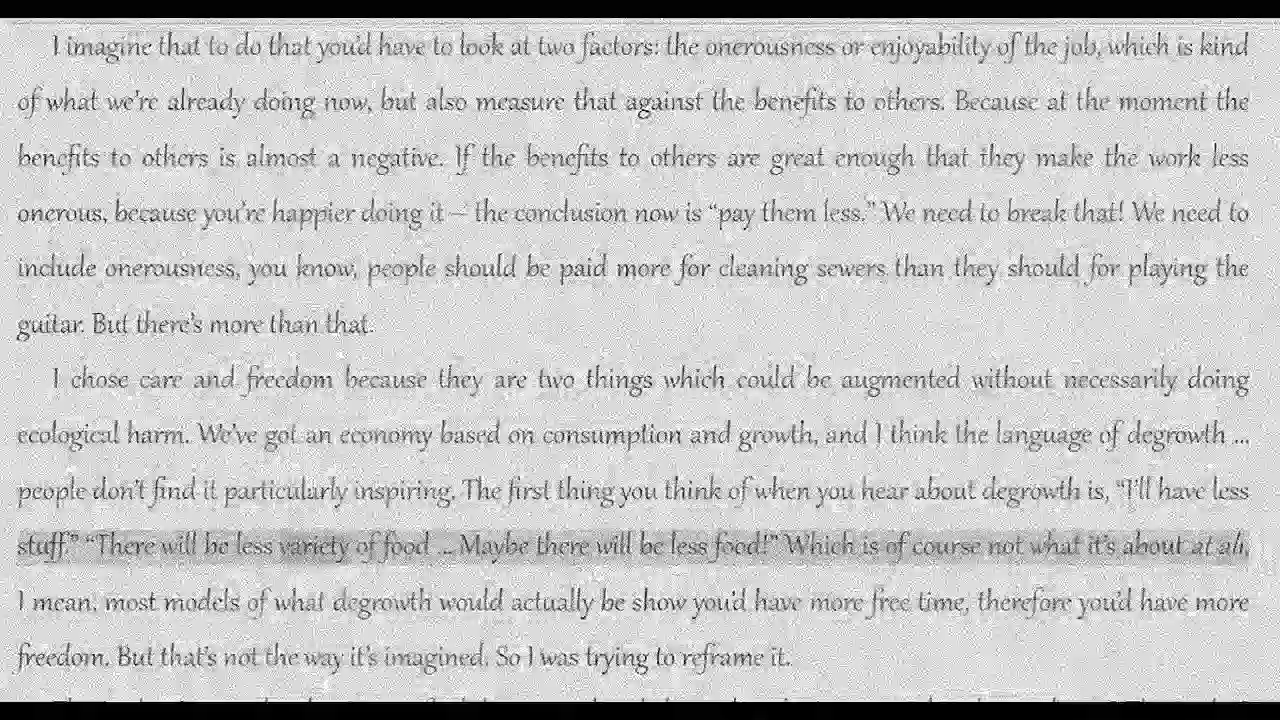 I imagine that to do that you'd have to look at two factors: the onerousness or enjoyability of the job, which is kind
of what we're already doing now, but also measure that against the benefits to others. Because at the moment the
benefits to others is almost a negative. If the benefits to others are great enough that they make the work less
onerous, because you're happier doing it — the conclusion now is “pay them less.” We need to break that! We need to
include onerousness, you know, people should be paid more for cleaning sewers than they should for playing the
guitar. But there's more than that.
I chose care and freedom because they are two things which could be augmented without necessarily doing
ecological harm. We've got an economy based on consumption and growth, and I think the language of degrowth ...
people don't find it particularly inspiring. The first thing you think of when you hear about degrowth is, “I'll have less
stuff.” “There will be less variety of food ... Maybe there will be less food!” Which is of course not what it's about at all,
I mean, most models of what degrowth would actually be show you'd have more free time, therefore you'd have more
freedom. But that's not the way it's imagined. So I was trying to reframe it.